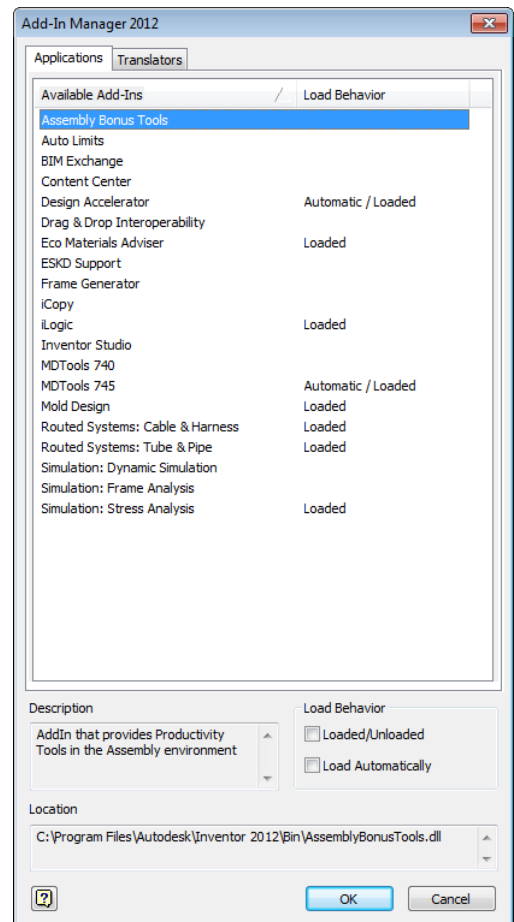 Add-In Manager 2012
Applications Translators
Available Add-Ins Load Behavior
Assembly Bonus Tools
Auto Limits
BIM Exchange
Content Center
Design Accelerator Automatic / Loaded
Drag & Drop Interoperability
Eco Materials Adviser Loaded
ESKD Support
Frame Generator
iCopy
iLogic Loaded
Inventor Studio
MDTools 740
MDTools 745 Automatic / Loaded
Mold Design Loaded
Routed Systems: Cable & Harness Loaded
Routed Systems: Tube & Pipe Loaded
Simulation: Dynamic Simulation
Simulation: Frame Analysis
Simulation: Stress Analysis Loaded
Description Load Behavior
AddIn that provides Productivity
Tools in the Assembly environment
Loaded/Unloaded
Load Automatically
Location
C:\Program Files\Autodesk\Inventor 2012\Bin\AssemblyBonusTools.dll
? OK Cancel